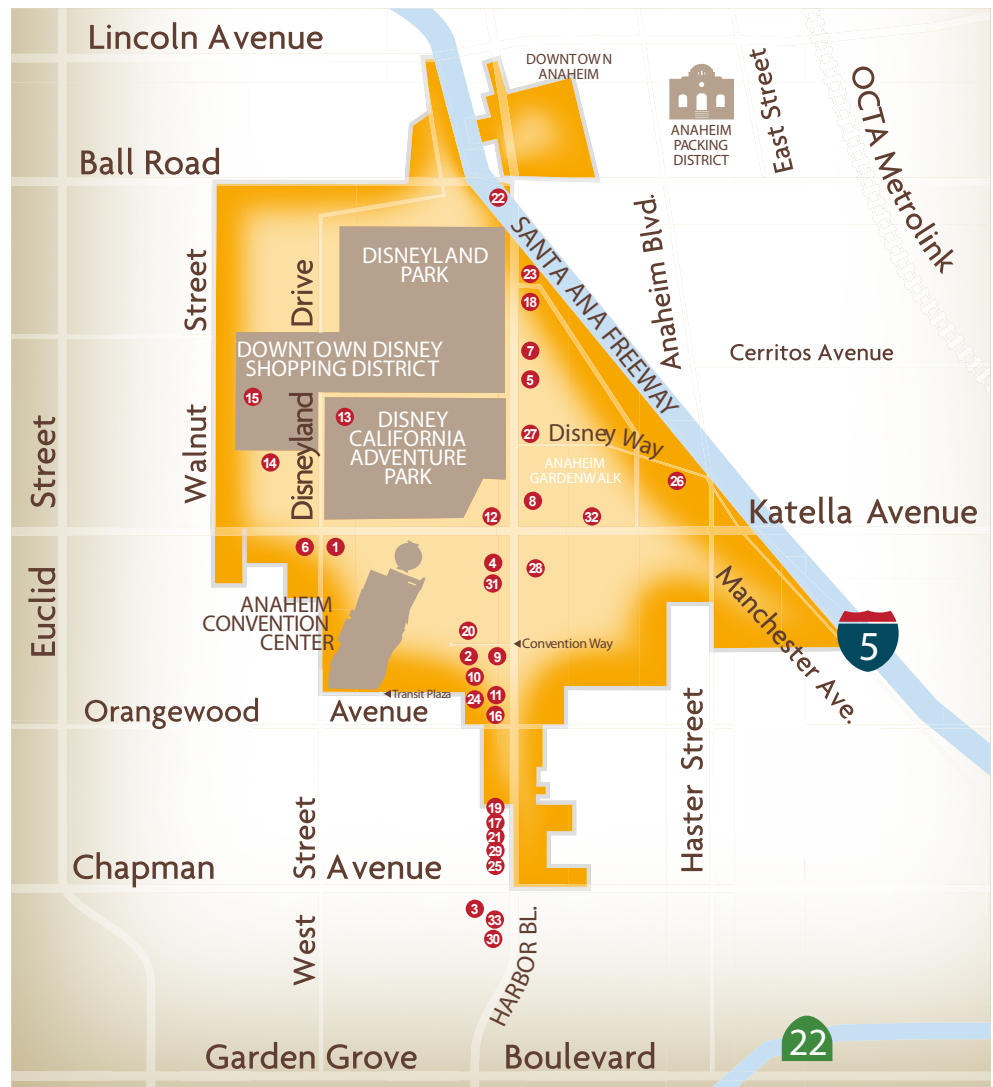 Lincoln Avenue
DOWNTOWN
ANAHEIM
East Street
OCTA Metrolink
ANAHEIM
PACKING
DISTRICT
Ball Road
22
SANTA ANA FREEWAY
Anaheim Blvd.
Walnut Street
Disneyland Drive
DISNEYLAND
PARK
23
18
DOWNTOWN DISNEY
SHOPPING DISTRICT
7
Cerritos Avenue
5
15
13
DISNEY
CALIFORNIA
ADVENTURE
PARK
27
Disney Way
14
ANAHEIM
GARDENWALK
26
8
12
32
Katella Avenue
Euclid Street
6
1
4
28
31
Manchester Ave.
ANAHEIM
CONVENTION
CENTER
20
Convention Way
5
2
9
10
Transit Plaza
24
11
16
Orangewood Avenue
Haster Street
19
17
21
29
25
West Street
Chapman Avenue
3
33
30
HARBOR BL.
22
Garden Grove Boulevard